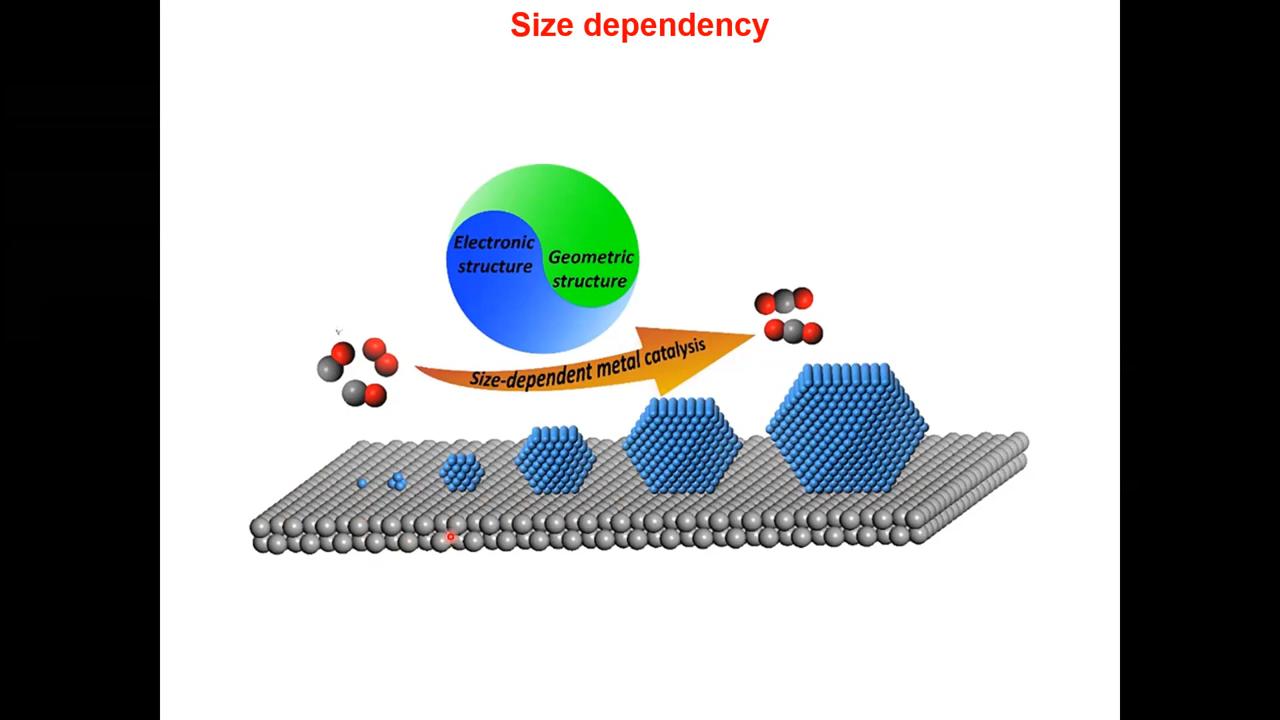 Size dependency
Electronic
structure
Geometric
structure
Size-dependent metal catalysis